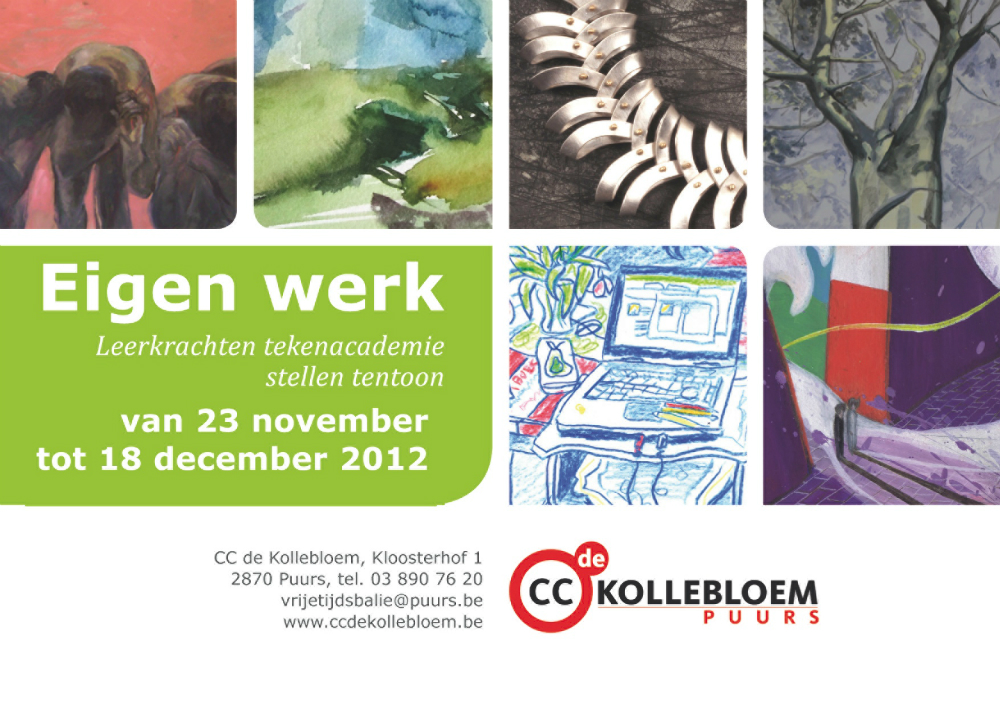 Eigen werk
Leerkrachten tekenacademie
stellen tentoon
van 23 november
tot 18 december 2012
CC de Kollebloem, Kloosterhof 1
2870 Puurs, tel. 03 890 76 20
vrijetijdsbalie@puurs.be
www.ccdekollebloem.be
de
CC KOLLEBLOEM
PUURS